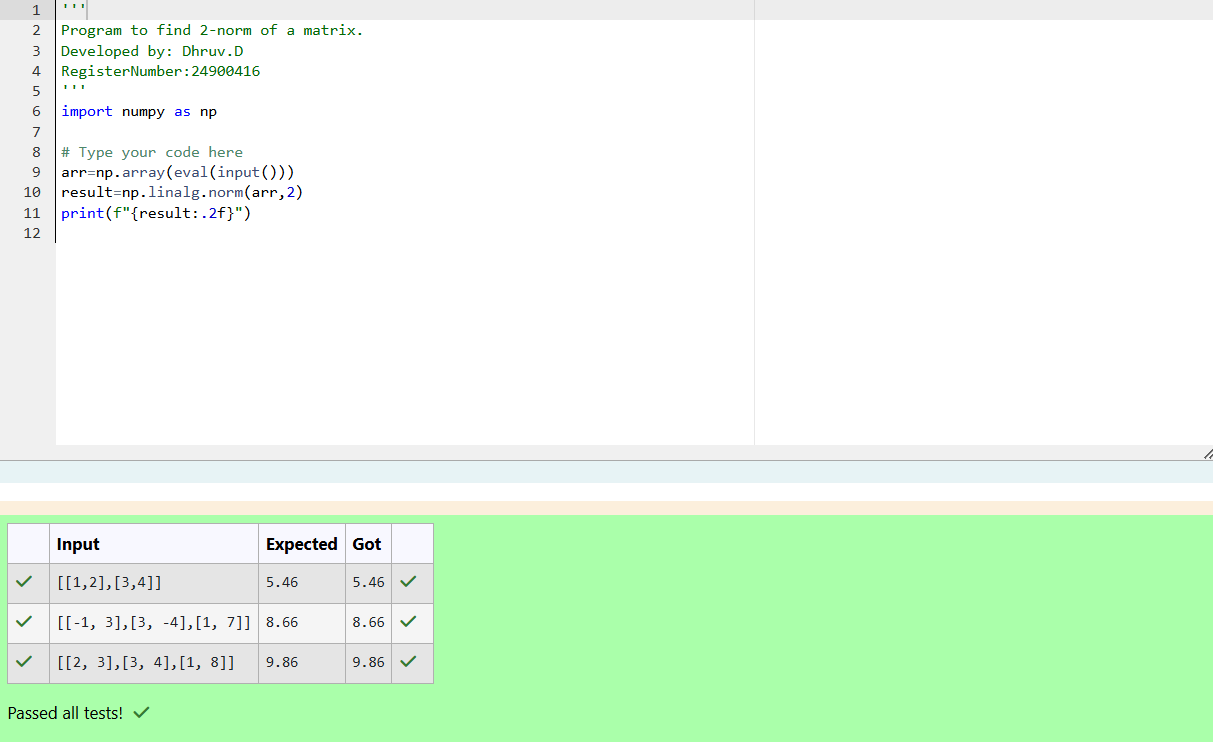 1 '''
2 Program to find 2-norm of a matrix.
3 Developed by: Dhruv.D
4 RegisterNumber:24900416
5 '''
6 import numpy as np
7
8 # Type your code here
9 arr=np.array(eval(input()))
10 result=np.linalg.norm(arr,2)
11 print(f"{result:.2f}")
12
Input Expected Got
[[1,2],[3,4]] 5.46 5.46
[[-1, 3],[3, -4],[1, 7]] 8.66 8.66
[[2, 3],[3, 4],[1, 8]] 9.86 9.86
Passed all tests!